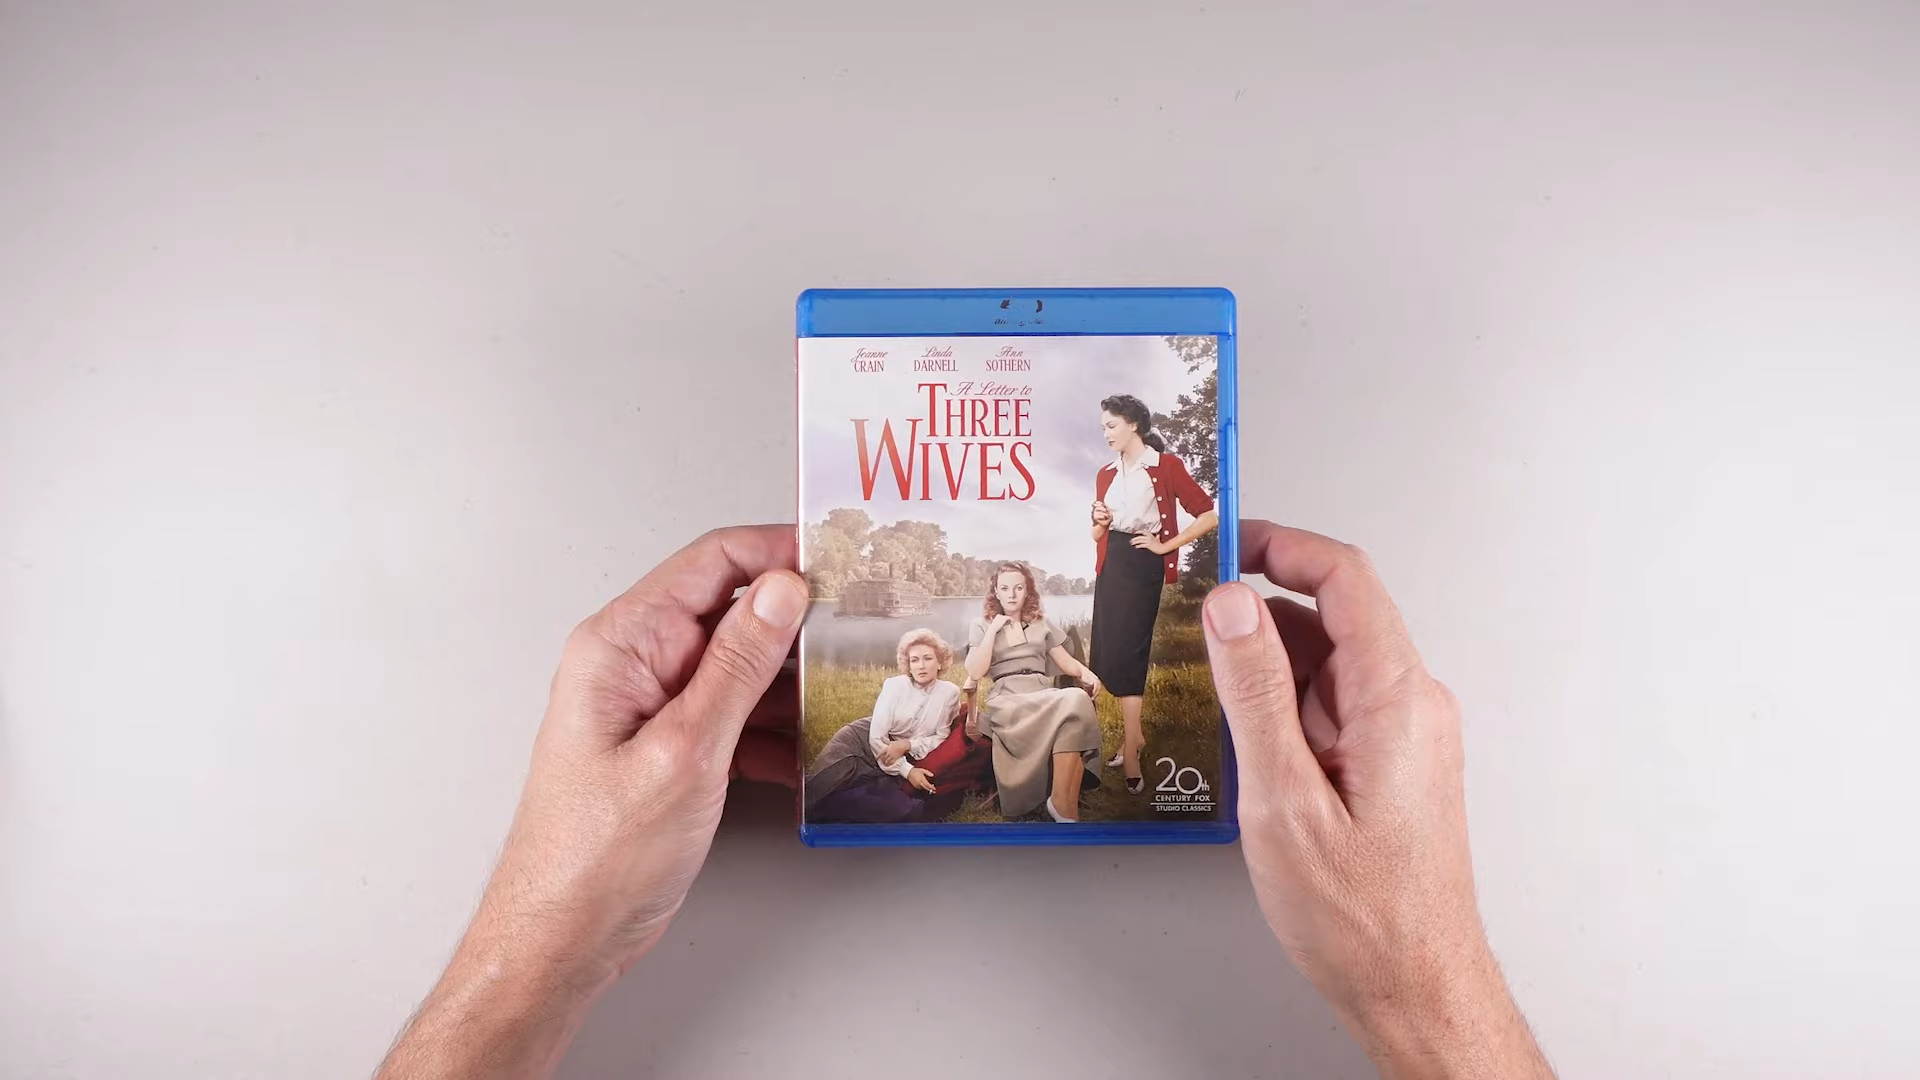 Jeanne Linda Ann
CRAIN DARNELL SOTHERN
A Letter to
THREE
WIVES
20th
CENTURY FOX
STUDIO CLASSICS